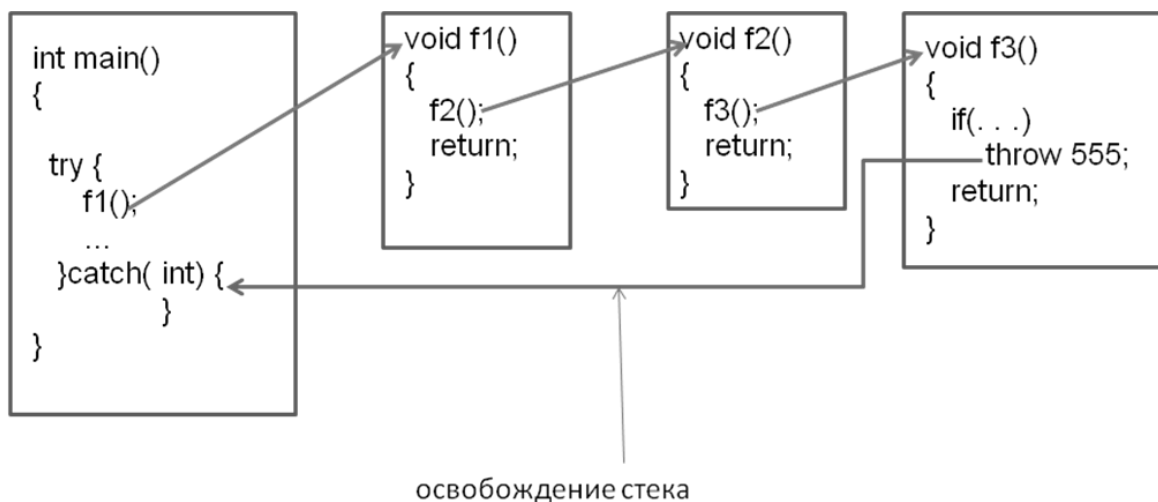 int main()
{
try {
f1();
...
}catch( int) {
}
}
void f1()
{
f2();
return;
}
void f2()
{
f3();
return;
}
void f3()
{
if(. . .)
throw 555;
return;
}
освобождение стека